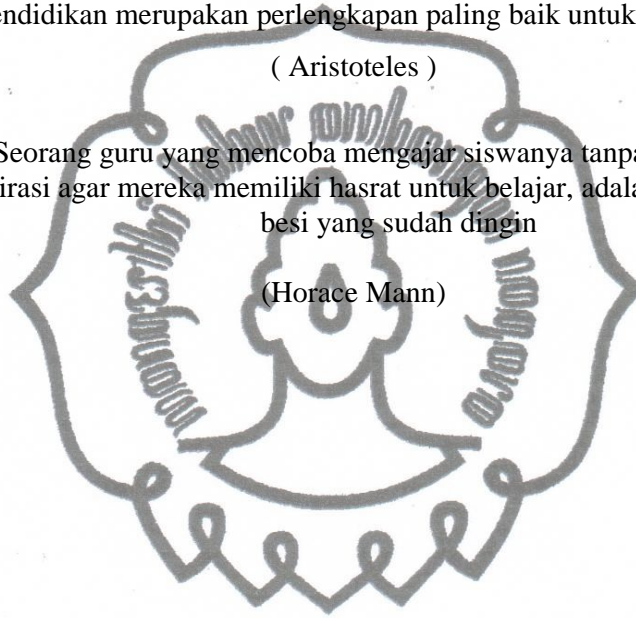 endidikan merupakan perlengkapan paling baik untuk
( Aristoteles )
Seorang guru yang mencoba mengajar siswanya tanpa
irasi agar mereka memiliki hasrat untuk belajar, adala
besi yang sudah dingin
(Horace Mann)